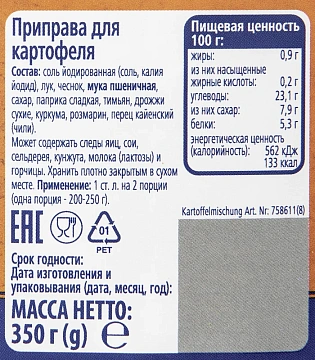 Приправа для
картофеля
Состав: соль йодированная (соль, калия
йодид), лук, чеснок, мука пшеничная,
сахар, паприка сладкая, тимьян, дрожжи
сухие, куркума, розмарин, перец кайенский
(чили).
Может содержать следы яиц, сои,
сельдерея, кунжута, молока (лактозы) и
горчицы. Хранить плотно закрытым в сухом
месте. Применение: 1 ст. л. на 2 порции
(одна порция - 200-250 г).
Пищевая ценность
100 г:
жиры: 0,9 г
из них насыщенные
жирные кислоты: 0,2 г
углеводы: 23,1 г
из них сахар: 7,9 г
белки: 5,3 г
энергетическая ценность
(калорийность): 562 кДж
133 ккал
EAC
01
PET
Kartoffelmischung Art. Nr: 758611(8)
Срок годности:
Дата изготовления и
упаковывания (дата, месяц, год):
МАССА НЕТТО:
350 г (g) e